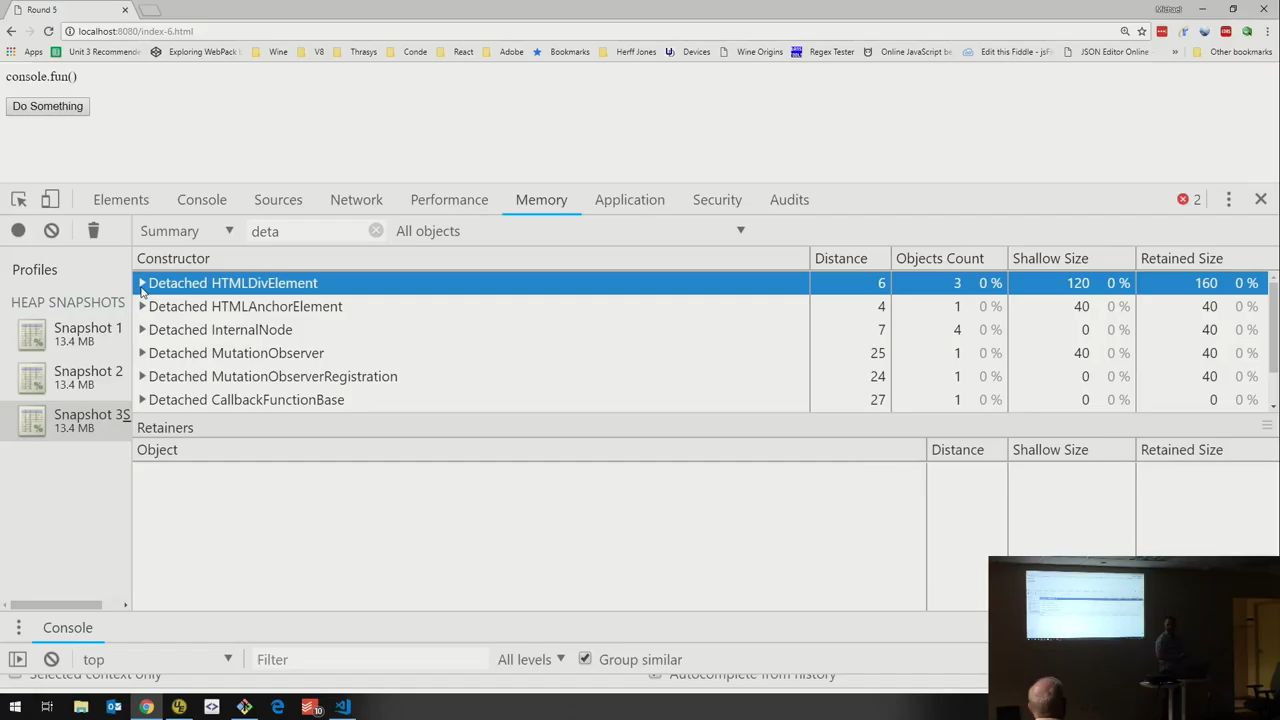 Round 5
Michael
localhost:8080/index-6.html
Apps Unit 3 Recommende Exploring WebPack Wine V8 Thrasys Conde React Adobe Bookmarks Herff Jones Devices Wine Origins Regex Tester Online JavaScript be Edit this Fiddle - jsFi JSON Editor Online » Other bookmarks
console.fun()
Do Something
Elements Console Sources Network Performance Memory Application Security Audits 2
Summary deta All objects
Profiles
HEAP SNAPSHOTS
Snapshot 1
13.4 MB
Snapshot 2
13.4 MB
Snapshot 3S
13.4 MB
Constructor Distance Objects Count Shallow Size Retained Size
Detached HTMLDivElement 6 3 0 % 120 0 % 160 0 %
Detached HTMLAnchorElement 4 1 0 % 40 0 % 40 0 %
Detached InternalNode 7 4 0 % 0 0 % 40 0 %
Detached MutationObserver 25 1 0 % 40 0 % 40 0 %
Detached MutationObserverRegistration 24 1 0 % 0 0 % 40 0 %
Detached CallbackFunctionBase 27 1 0 % 0 0 % 0 0 %
Retainers
Object Distance Shallow Size Retained Size
Console
top Filter All levels Group similar
Selected context only Autocomplete from history
10